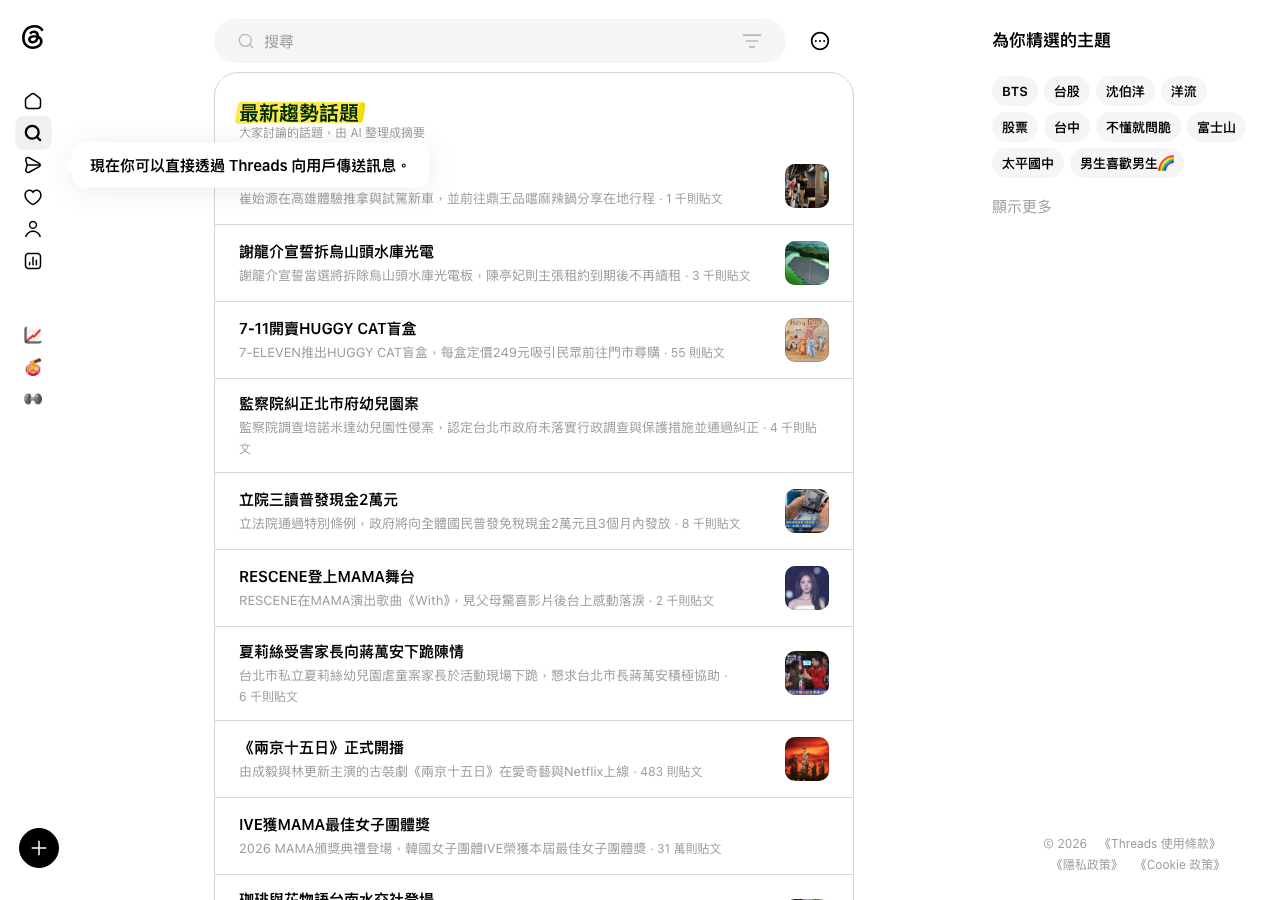 搜尋
最新趨勢話題
大家討論的話題，由 AI 整理成摘要
現在你可以直接透過 Threads 向用戶傳送訊息。
崔始源在高雄體驗推拿與試駕新車，並前往鼎王品嚐麻辣鍋分享在地行程 · 1 千則貼文
謝龍介宣誓拆烏山頭水庫光電
謝龍介宣誓當選將拆除烏山頭水庫光電板，陳亭妃則主張租約到期後不再續租 · 3 千則貼文
7-11開賣HUGGY CAT盲盒
7-ELEVEN推出HUGGY CAT盲盒，每盒定價249元吸引民眾前往門市尋購 · 55 則貼文
監察院糾正北市府幼兒園案
監察院調查培諾米達幼兒園性侵案，認定台北市政府未落實行政調查與保護措施並通過糾正 · 4 千則貼
文
立院三讀普發現金2萬元
立法院通過特別條例，政府將向全體國民普發免稅現金2萬元且3個月內發放 · 8 千則貼文
RESCENE登上MAMA舞台
RESCENE在MAMA演出歌曲《With》，見父母驚喜影片後台上感動落淚 · 2 千則貼文
夏莉絲受害家長向蔣萬安下跪陳情
台北市私立夏莉絲幼兒園虐童案家長於活動現場下跪，懇求台北市長蔣萬安積極協助 ·
6 千則貼文
《兩京十五日》正式開播
由成毅與林更新主演的古裝劇《兩京十五日》在愛奇藝與Netflix上線 · 483 則貼文
IVE獲MAMA最佳女子團體獎
2026 MAMA頒獎典禮登場，韓國女子團體IVE榮獲本屆最佳女子團體獎 · 31 萬則貼文
珈琲與花物語台南水交社登場
為你精選的主題
BTS
台股
沈伯洋
洋流
股票
台中
不懂就問脆
富士山
太平國中
男生喜歡男生🌈
顯示更多
© 2026 《Threads 使用條款》
《隱私政策》 《Cookie 政策》